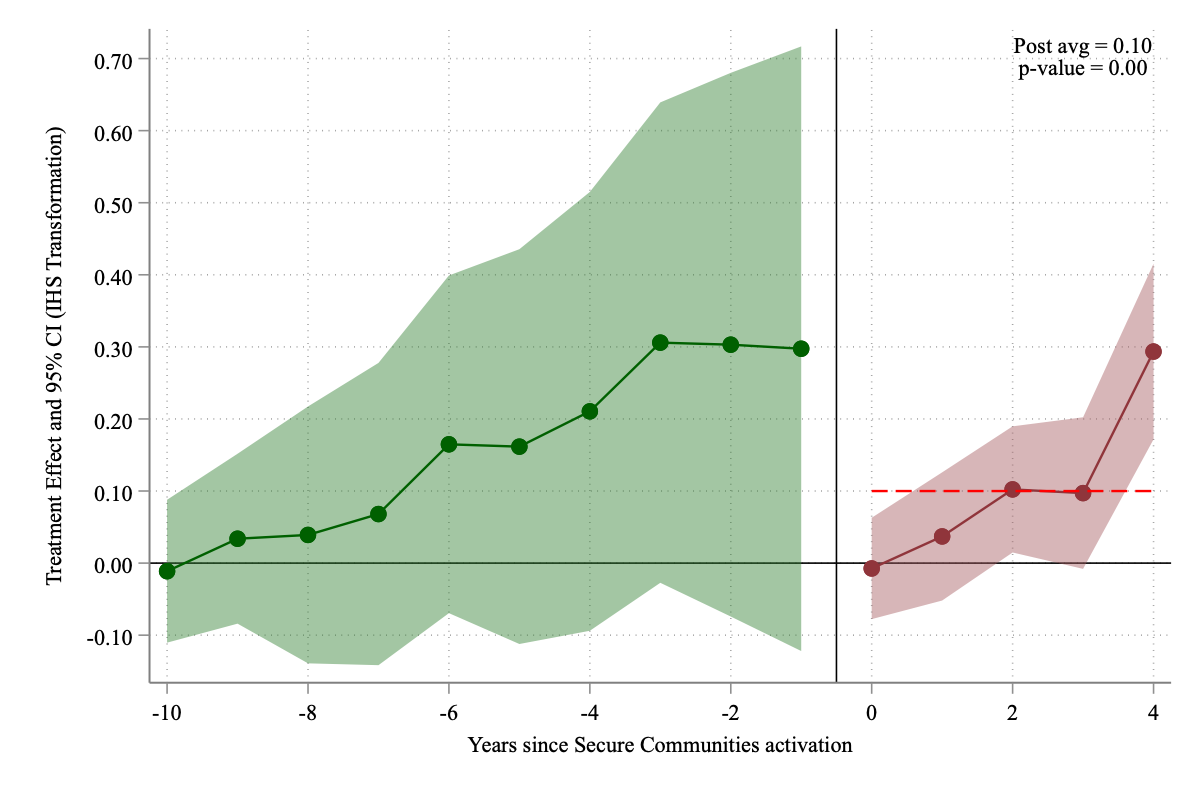 Post avg = 0.10
p-value = 0.00
Treatment Effect and 95% CI (IHS Transformation)
0.70
0.60
0.50
0.40
0.30
0.20
0.10
0.00
-0.10
-10 -8 -6 -4 -2 0 2 4
Years since Secure Communities activation